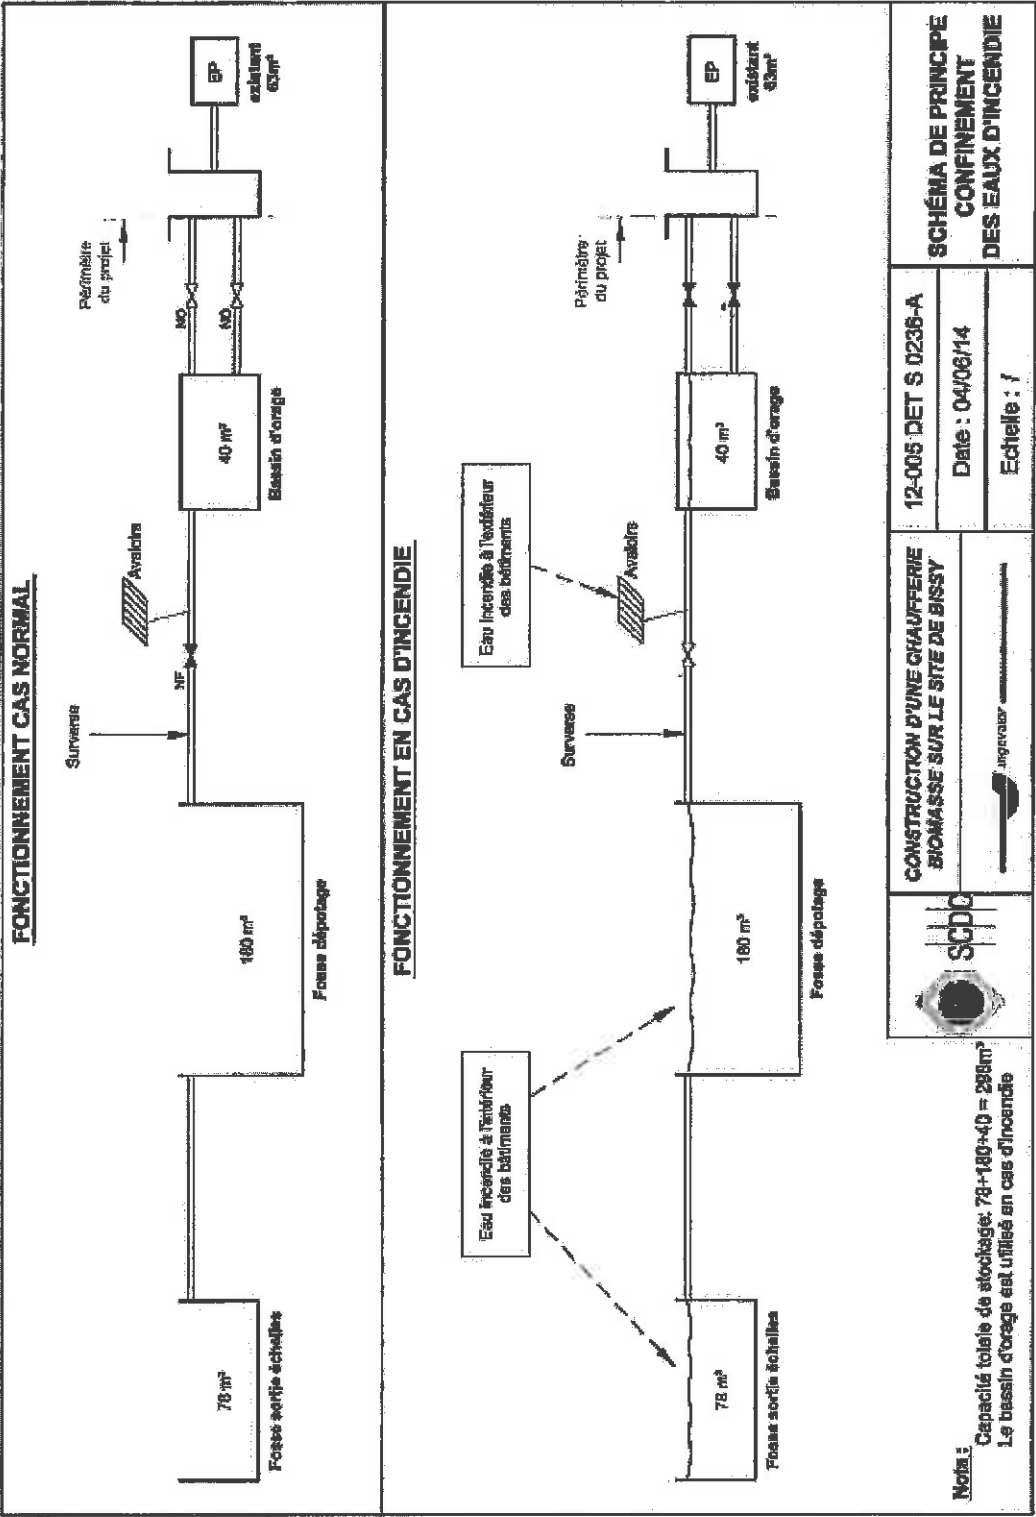 FONCTIONNEMENT CAS NORMAL
Surverse
NF
Avaloire
Périmètre
du projet
NO
NO
EP
existant
63m³
78 m³
Fosse sortie échelles
180 m³
Fosse dépotage
40 m³
Bassin d'orage
FONCTIONNEMENT EN CAS D'INCENDIE
Eau incendie à l'intérieur
des bâtiments
Surverse
Eau incendie à l'extérieur
des bâtiments
Avaloire
Périmètre
du projet
EP
existant
63m³
78 m³
Fosse sortie échelles
180 m³
Fosse dépotage
40 m³
Bassin d'orage
Nota :
Capacité totale de stockage: 78+180+40 = 298m³
Le bassin d'orage est utilisé en cas d'incendie
SCDC
CONSTRUCTION D'UNE CHAUFFERIE
BIOMASSE SUR LE SITE DE BISSY
12-005 DET S 0236-A
Date : 04/06/14
Echelle : /
SCHÉMA DE PRINCIPE
CONFINEMENT
DES EAUX D'INCENDIE